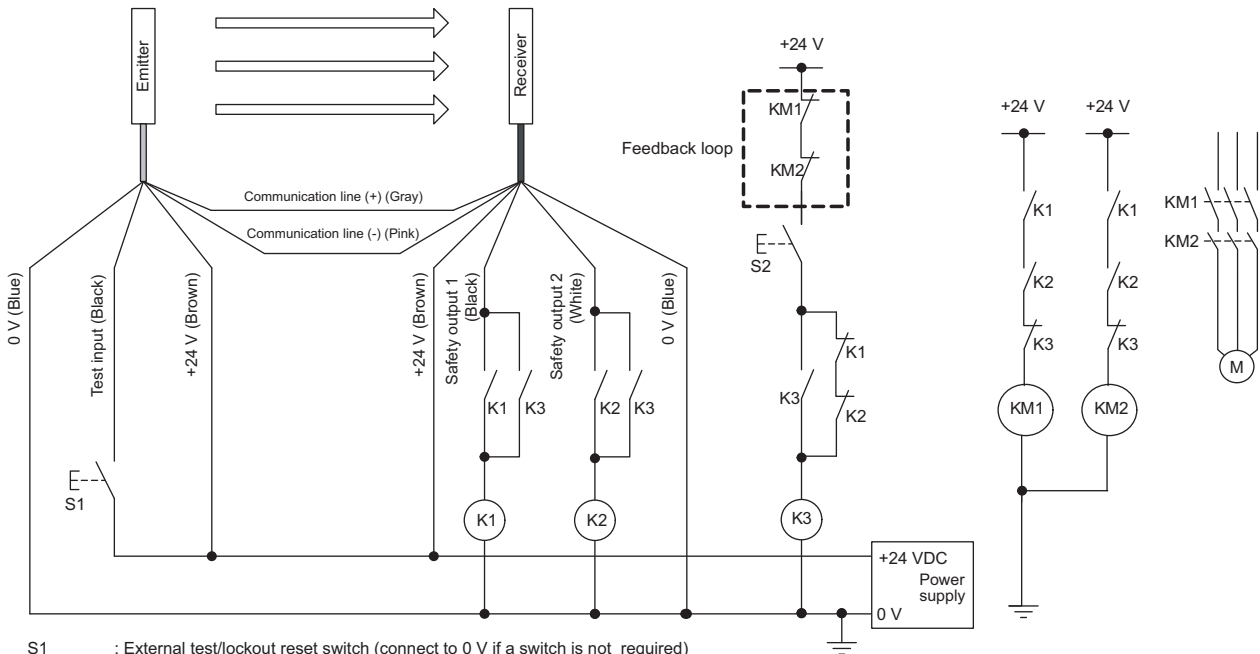 Emitter
Receiver
Communication line (+) (Gray)
Communication line (-) (Pink)
0 V (Blue)
Test input (Black)
+24 V (Brown)
+24 V (Brown)
Safety output 1
(Black)
Safety output 2
(White)
0 V (Blue)
S1
K1
K3
K2
K3
K1
K2
+24 V
KM1
KM2
Feedback loop
S2
K3
K1
K2
K3
+24 VDC
Power
supply
0 V
+24 V
+24 V
K1
K1
K2
K2
K3
K3
KM1
KM2
KM1
KM2
M
S1 : External test/lockout reset switch (connect to 0 V if a switch is not required)